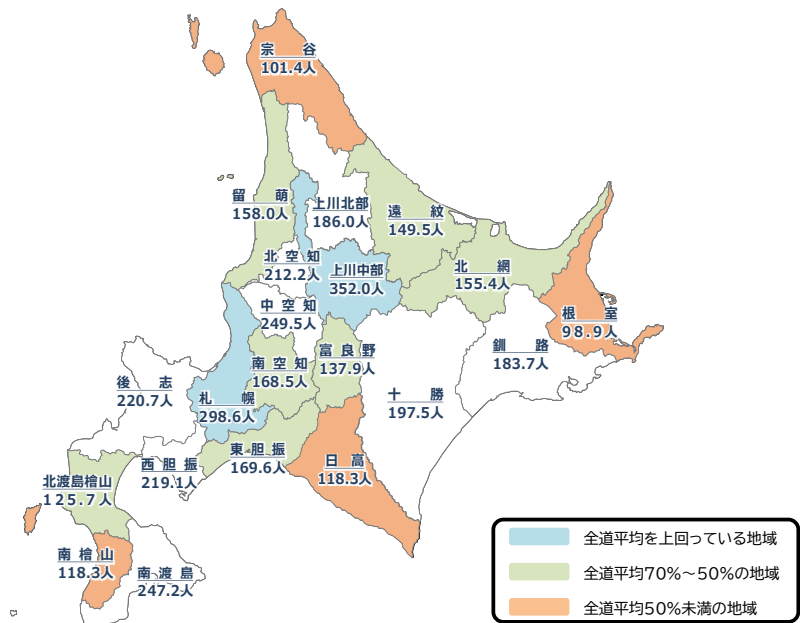 宗谷
101.4人
留萌
158.0人
上川北部
186.0人
遠紋
149.5人
北空知
212.2人
上川中部
352.0人
北網
155.4人
中空知
249.5人
根室
98.9人
南空知
168.5人
富良野
137.9人
釧路
183.7人
後志
220.7人
札幌
298.6人
十勝
197.5人
西胆振
219.1人
東胆振
169.6人
日高
118.3人
北渡島檜山
125.7人
南檜山
118.3人
南渡島
247.2人
全道平均を上回っている地域
全道平均70%～50%の地域
全道平均50%未満の地域